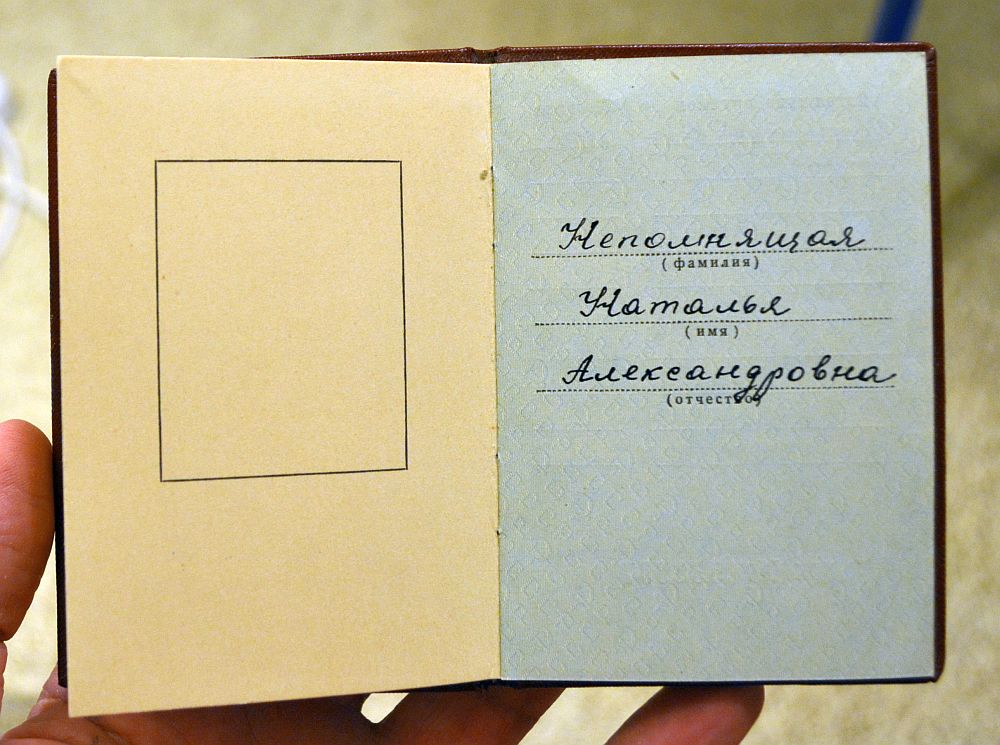 Непомнящая
(фамилия)
Наталья
(имя)
Александровна
(отчество)